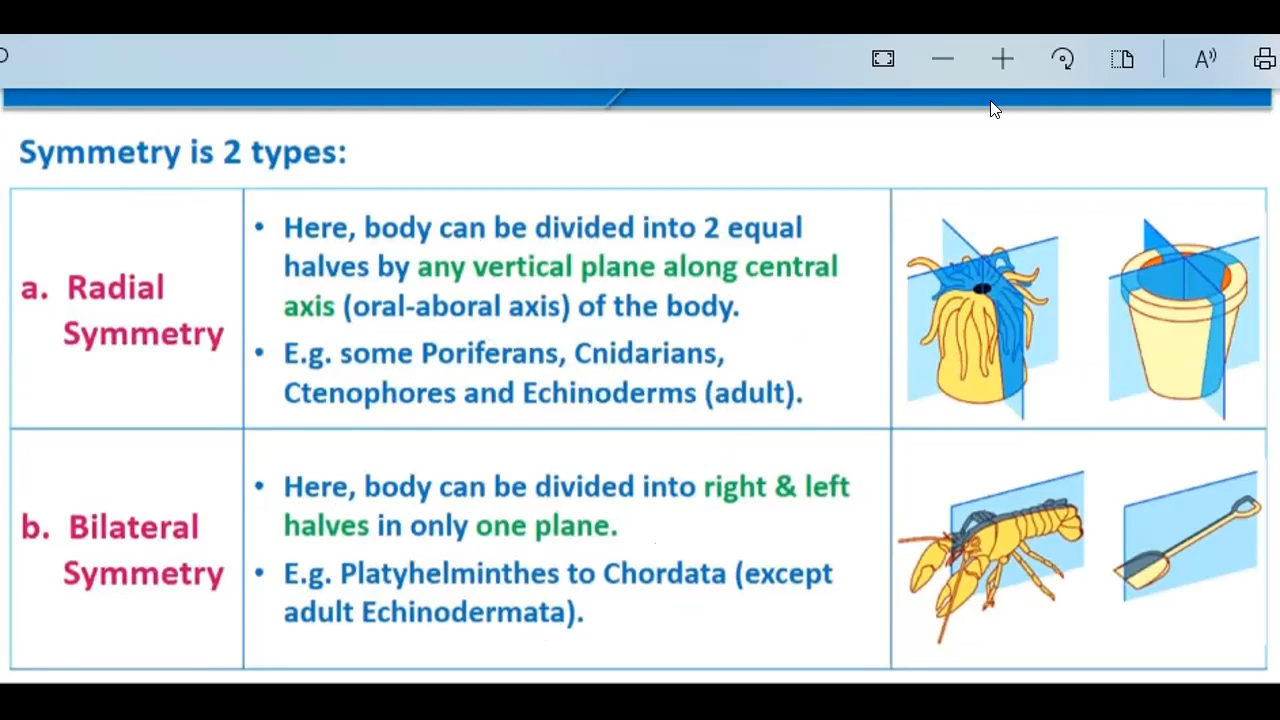 Symmetry is 2 types:
a. Radial
Symmetry
• Here, body can be divided into 2 equal
halves by any vertical plane along central
axis (oral-aboral axis) of the body.
• E.g. some Poriferans, Cnidarians,
Ctenophores and Echinoderms (adult).
b. Bilateral
Symmetry
• Here, body can be divided into right & left
halves in only one plane.
• E.g. Platyhelminthes to Chordata (except
adult Echinodermata).